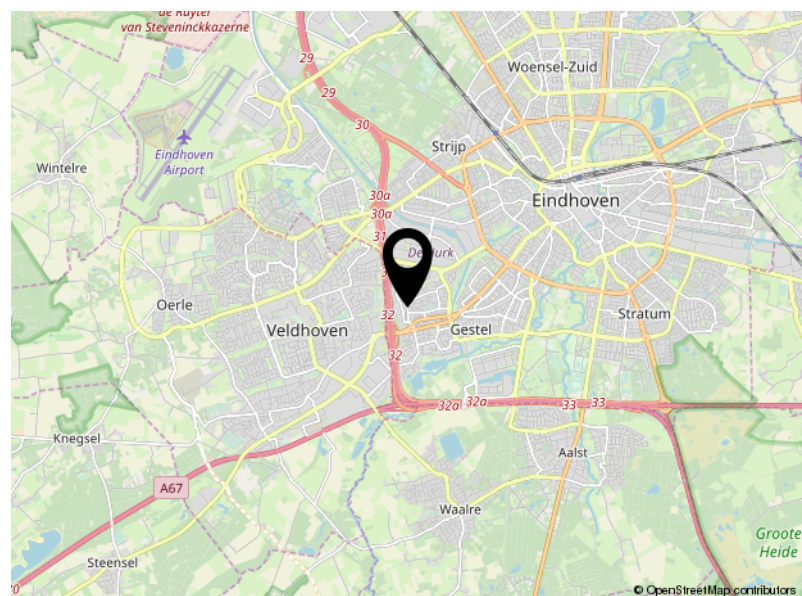 de Ruyter
van Steveninckkazerne
29
29
30
Woensel-Zuid
Strijp
Eindhoven
Airport
Wintelre
30a
30a
31
Eindhoven
Oerle
Veldhoven
32
Gestel
Stratum
32
32a
32a
33
33
Knegsel
Aalst
A67
Waalre
Steensel
Groote
Heide
© OpenStreetMap contributors